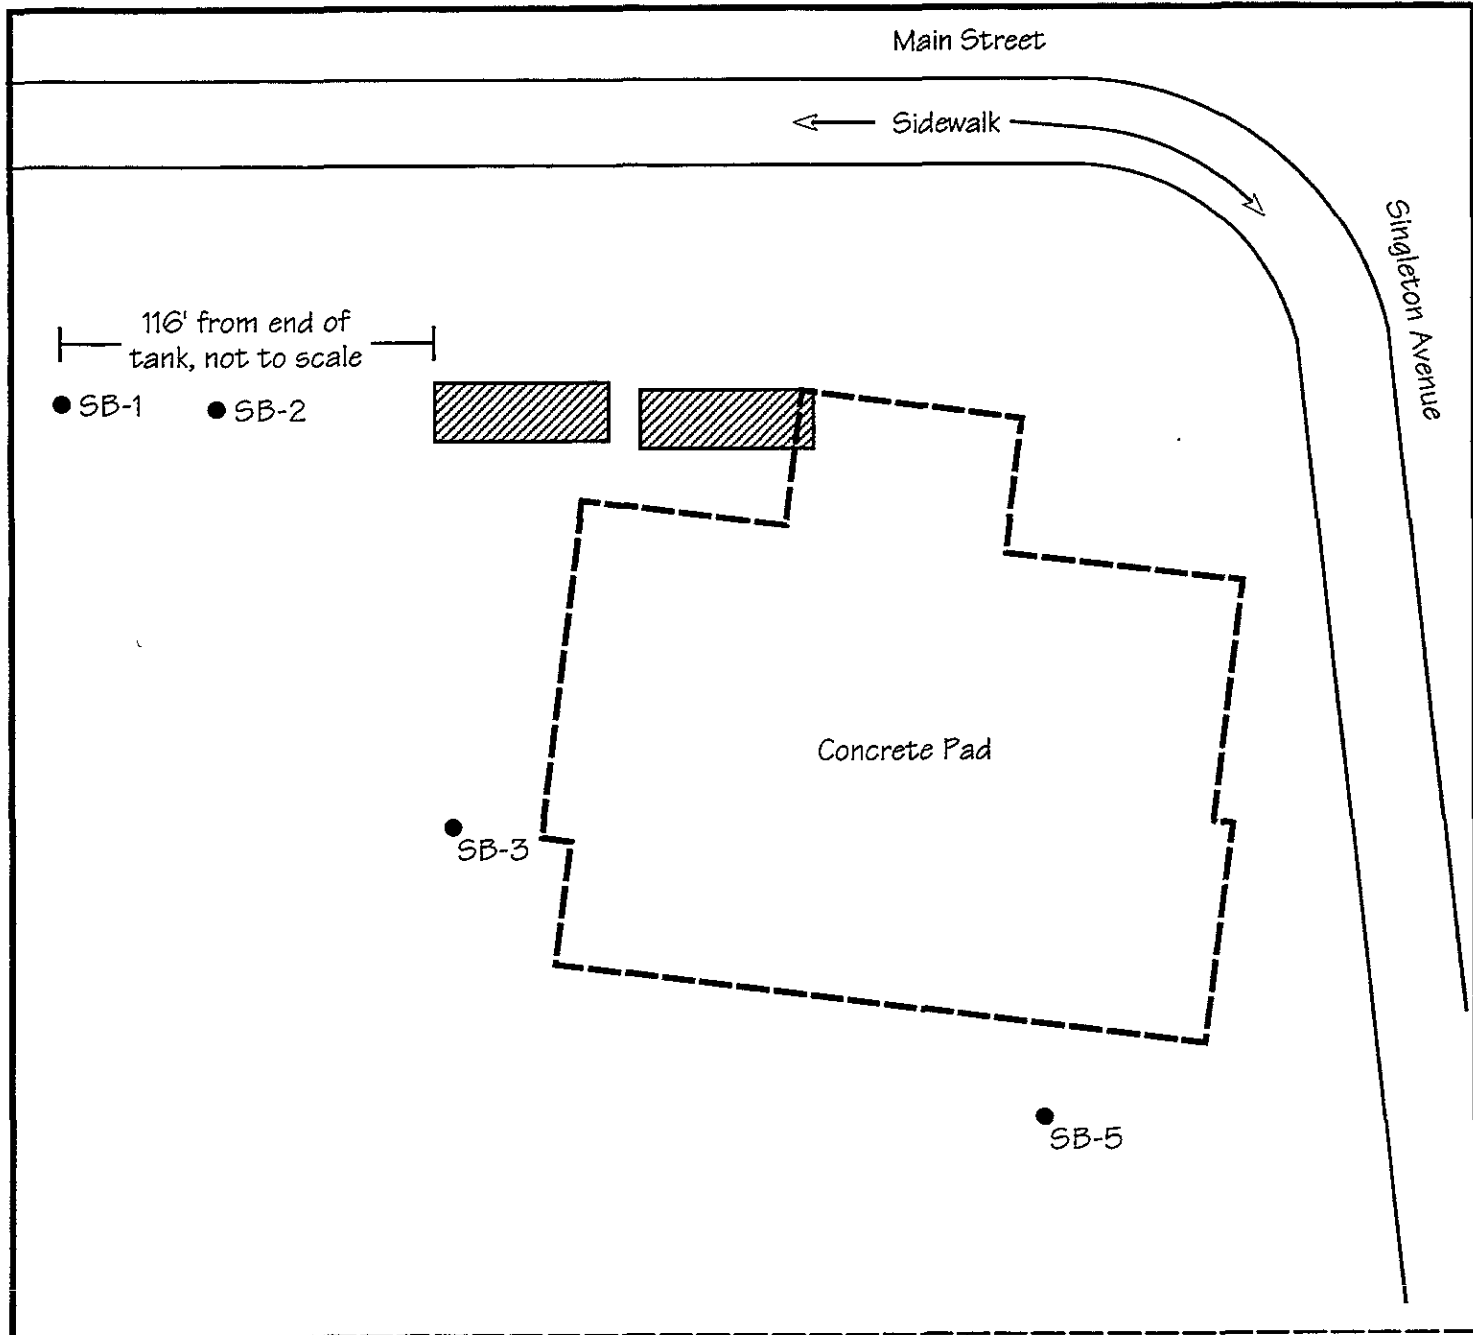 Main Street
Sidewalk
Singleton Avenue
116' from end of
tank, not to scale
SB-1
SB-2
Concrete Pad
SB-3
SB-5